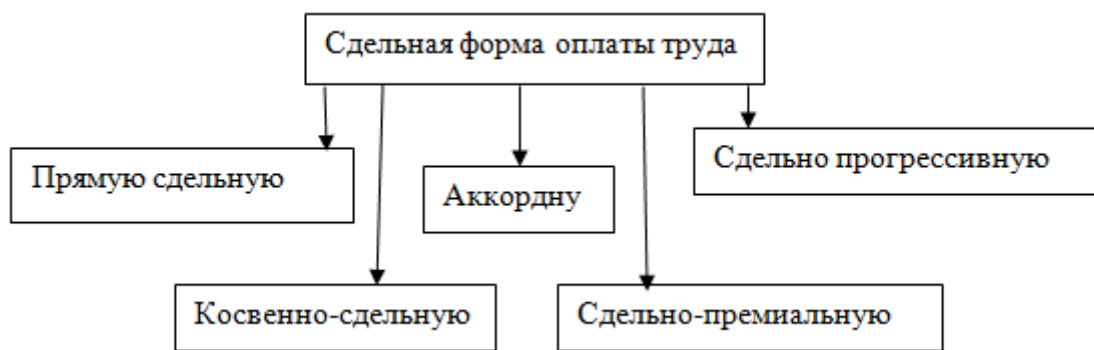 Сдельная форма оплаты труда
Прямую сдельную
Аккордну
Сдельно прогрессивную
Косвенно-сдельную
Сдельно-премиальную